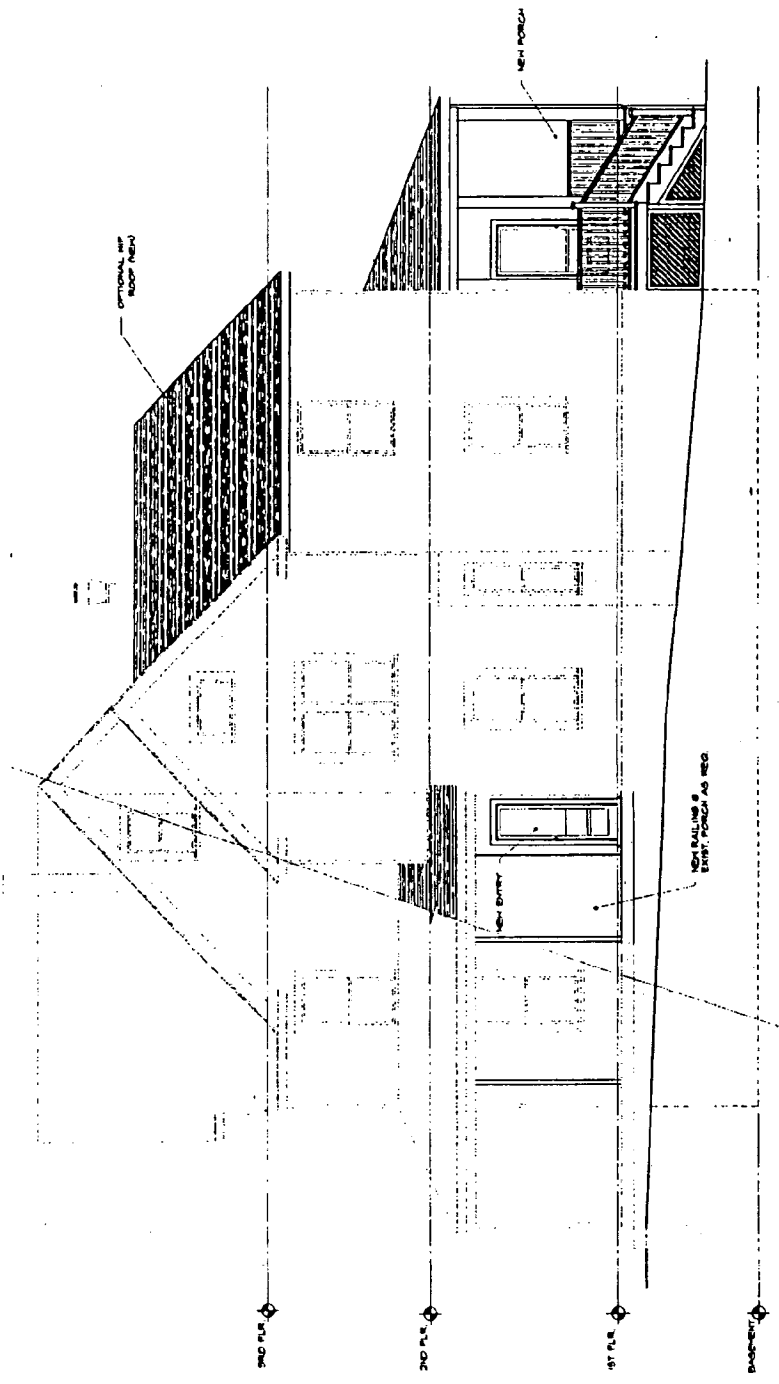 NEW PORCH
OPTIONAL HIP
ROOF (NEW)
NEW ENTRY
NEW RAILING @
EXIST. PORCH AS REQ.
3RD FLR.
2ND FLR.
1ST FLR.
BASEMENT